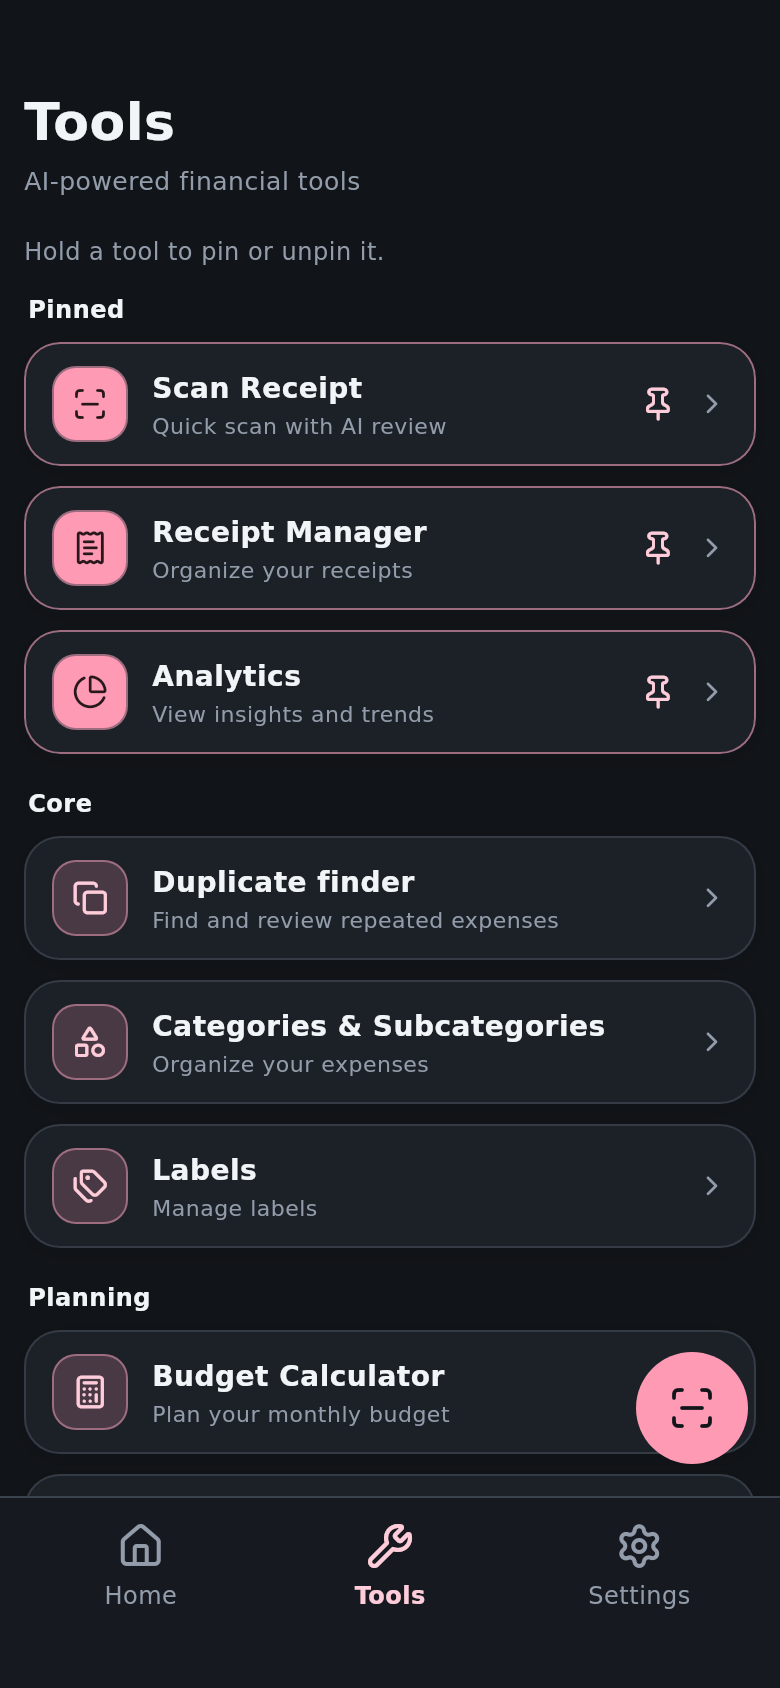 Tools
AI-powered financial tools
Hold a tool to pin or unpin it.
Pinned
Scan Receipt
Quick scan with AI review
Receipt Manager
Organize your receipts
Analytics
View insights and trends
Core
Duplicate finder
Find and review repeated expenses
Categories & Subcategories
Organize your expenses
Labels
Manage labels
Planning
Budget Calculator
Plan your monthly budget
Home
Tools
Settings